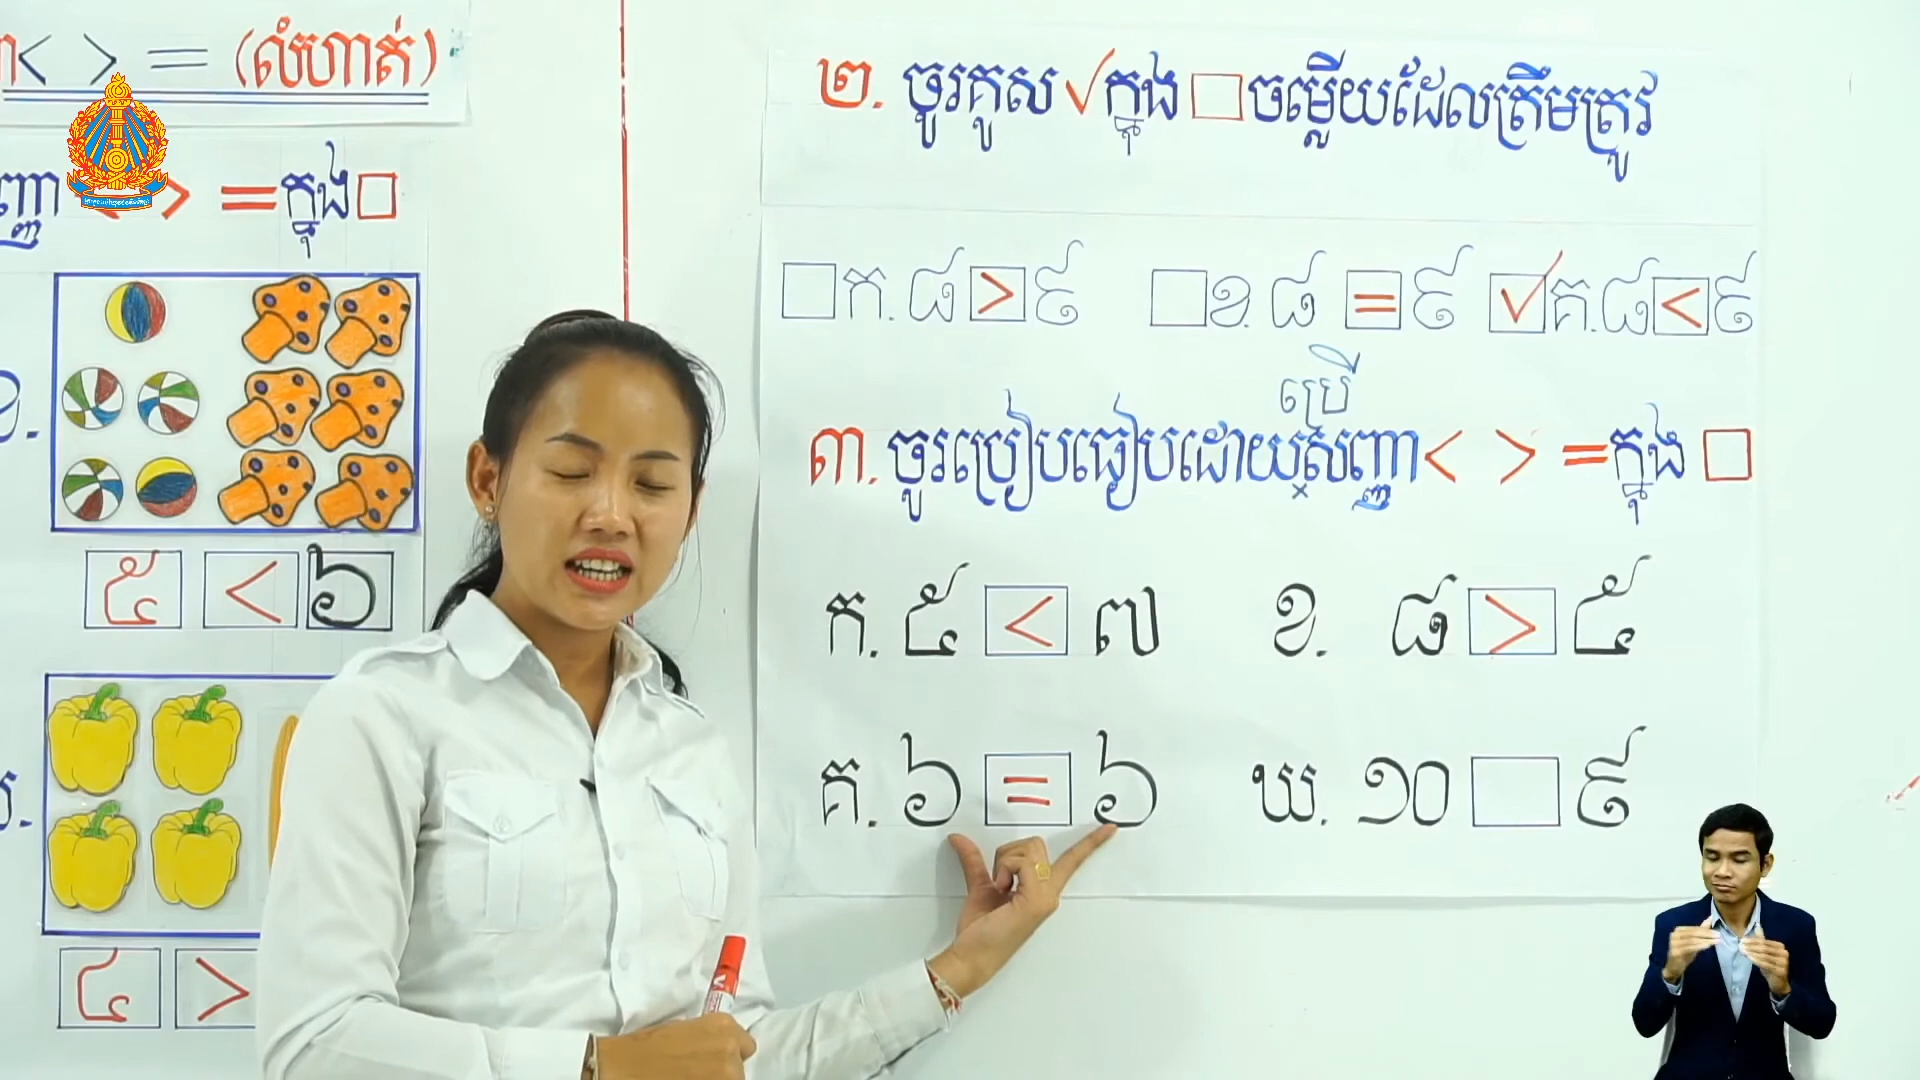 < > = (លំហាត់)
ញ្ញា < > = ក្នុង □
ខ.
៥ < ៦
៤ >
២. ចូរគូស ✓ ក្នុង □ ចម្លើយដែលត្រឹមត្រូវ
□ ក. ៨ > ៩ □ ខ. ៨ = ៩ ✓ គ. ៨ < ៩
ប្រើ
៣. ចូរប្រៀបធៀបដោយសញ្ញា < > = ក្នុង □
ក. ៥ < ៧ ខ. ៨ > ៥
គ. ៦ = ៦ ឃ. ១០ □ ៩